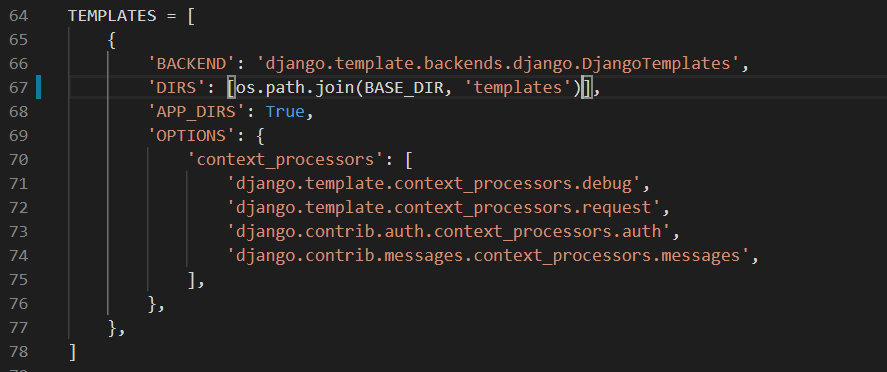 64 TEMPLATES = [
65     {
66         'BACKEND': 'django.template.backends.django.DjangoTemplates',
67         'DIRS': [os.path.join(BASE_DIR, 'templates')],
68         'APP_DIRS': True,
69         'OPTIONS': {
70             'context_processors': [
71                 'django.template.context_processors.debug',
72                 'django.template.context_processors.request',
73                 'django.contrib.auth.context_processors.auth',
74                 'django.contrib.messages.context_processors.messages',
75             ],
76         },
77     },
78 ]